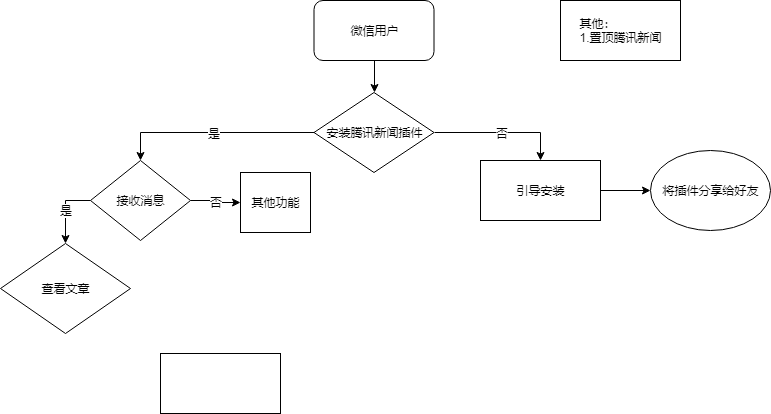 微信用户
其他：
1.置顶腾讯新闻
安装腾讯新闻插件
是
否
接收消息
否
其他功能
引导安装
将插件分享给好友
是
查看文章